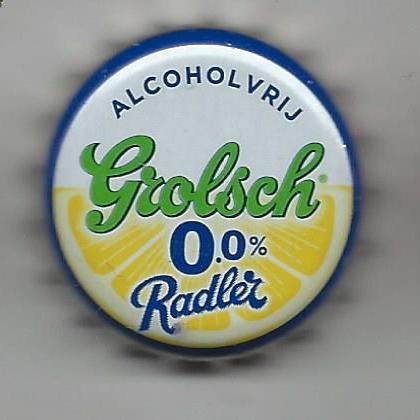 ALCOHOLVRIJ
Grolsch®
0.0%
Radler